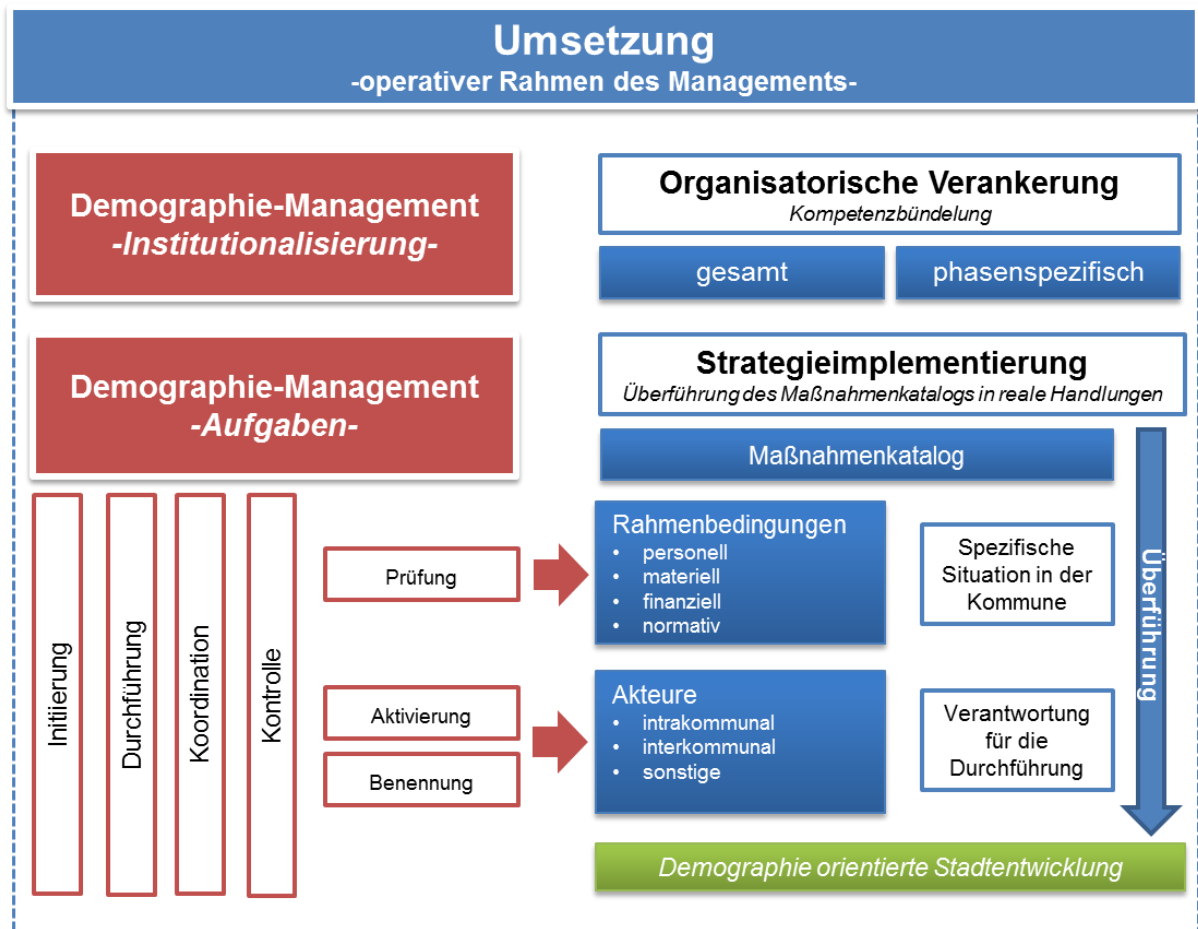 Umsetzung
-operativer Rahmen des Managements-
Demographie-Management
-Institutionalisierung-
Organisatorische Verankerung
Kompetenzbündelung
gesamt
phasenspezifisch
Demographie-Management
-Aufgaben-
Strategieimplementierung
Überführung des Maßnahmenkatalogs in reale Handlungen
Maßnahmenkatalog
Initiierung
Durchführung
Koordination
Kontrolle
Prüfung
Rahmenbedingungen
• personell
• materiell
• finanziell
• normativ
Spezifische
Situation in der
Kommune
Überführung
Aktivierung
Benennung
Akteure
• intrakommunal
• interkommunal
• sonstige
Verantwortung
für die
Durchführung
Demographie orientierte Stadtentwicklung